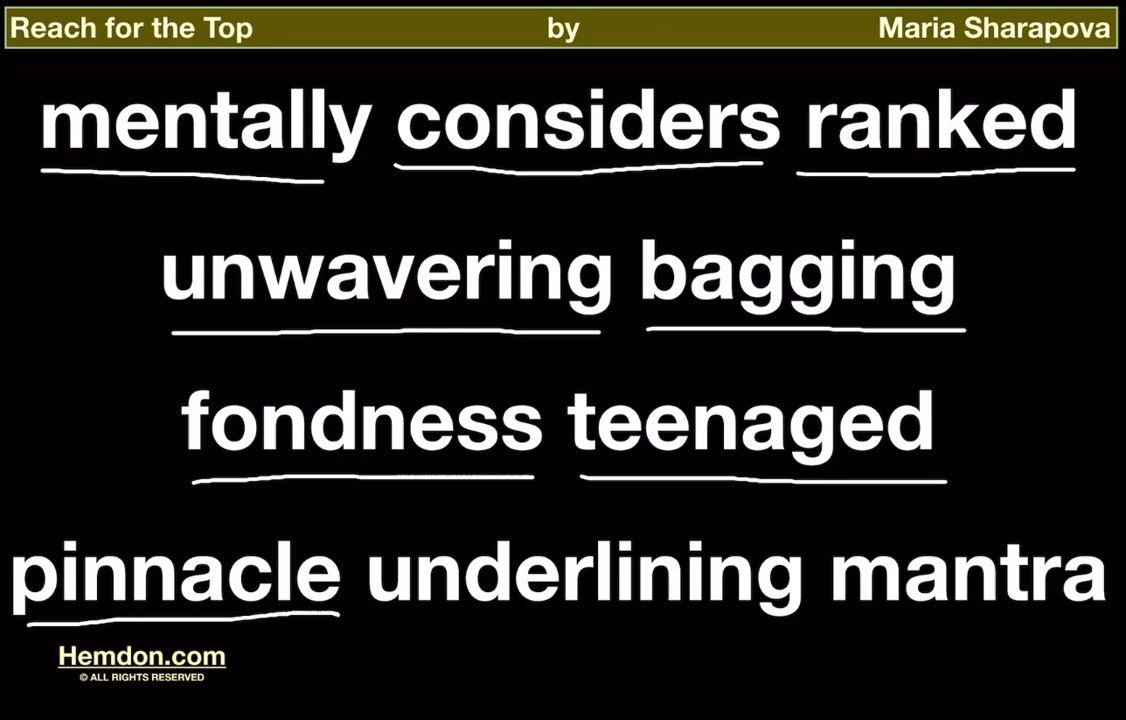 Reach for the Top by Maria Sharapova
mentally considers ranked
unwavering bagging
fondness teenaged
pinnacle underlining mantra
Hemdon.com
© ALL RIGHTS RESERVED